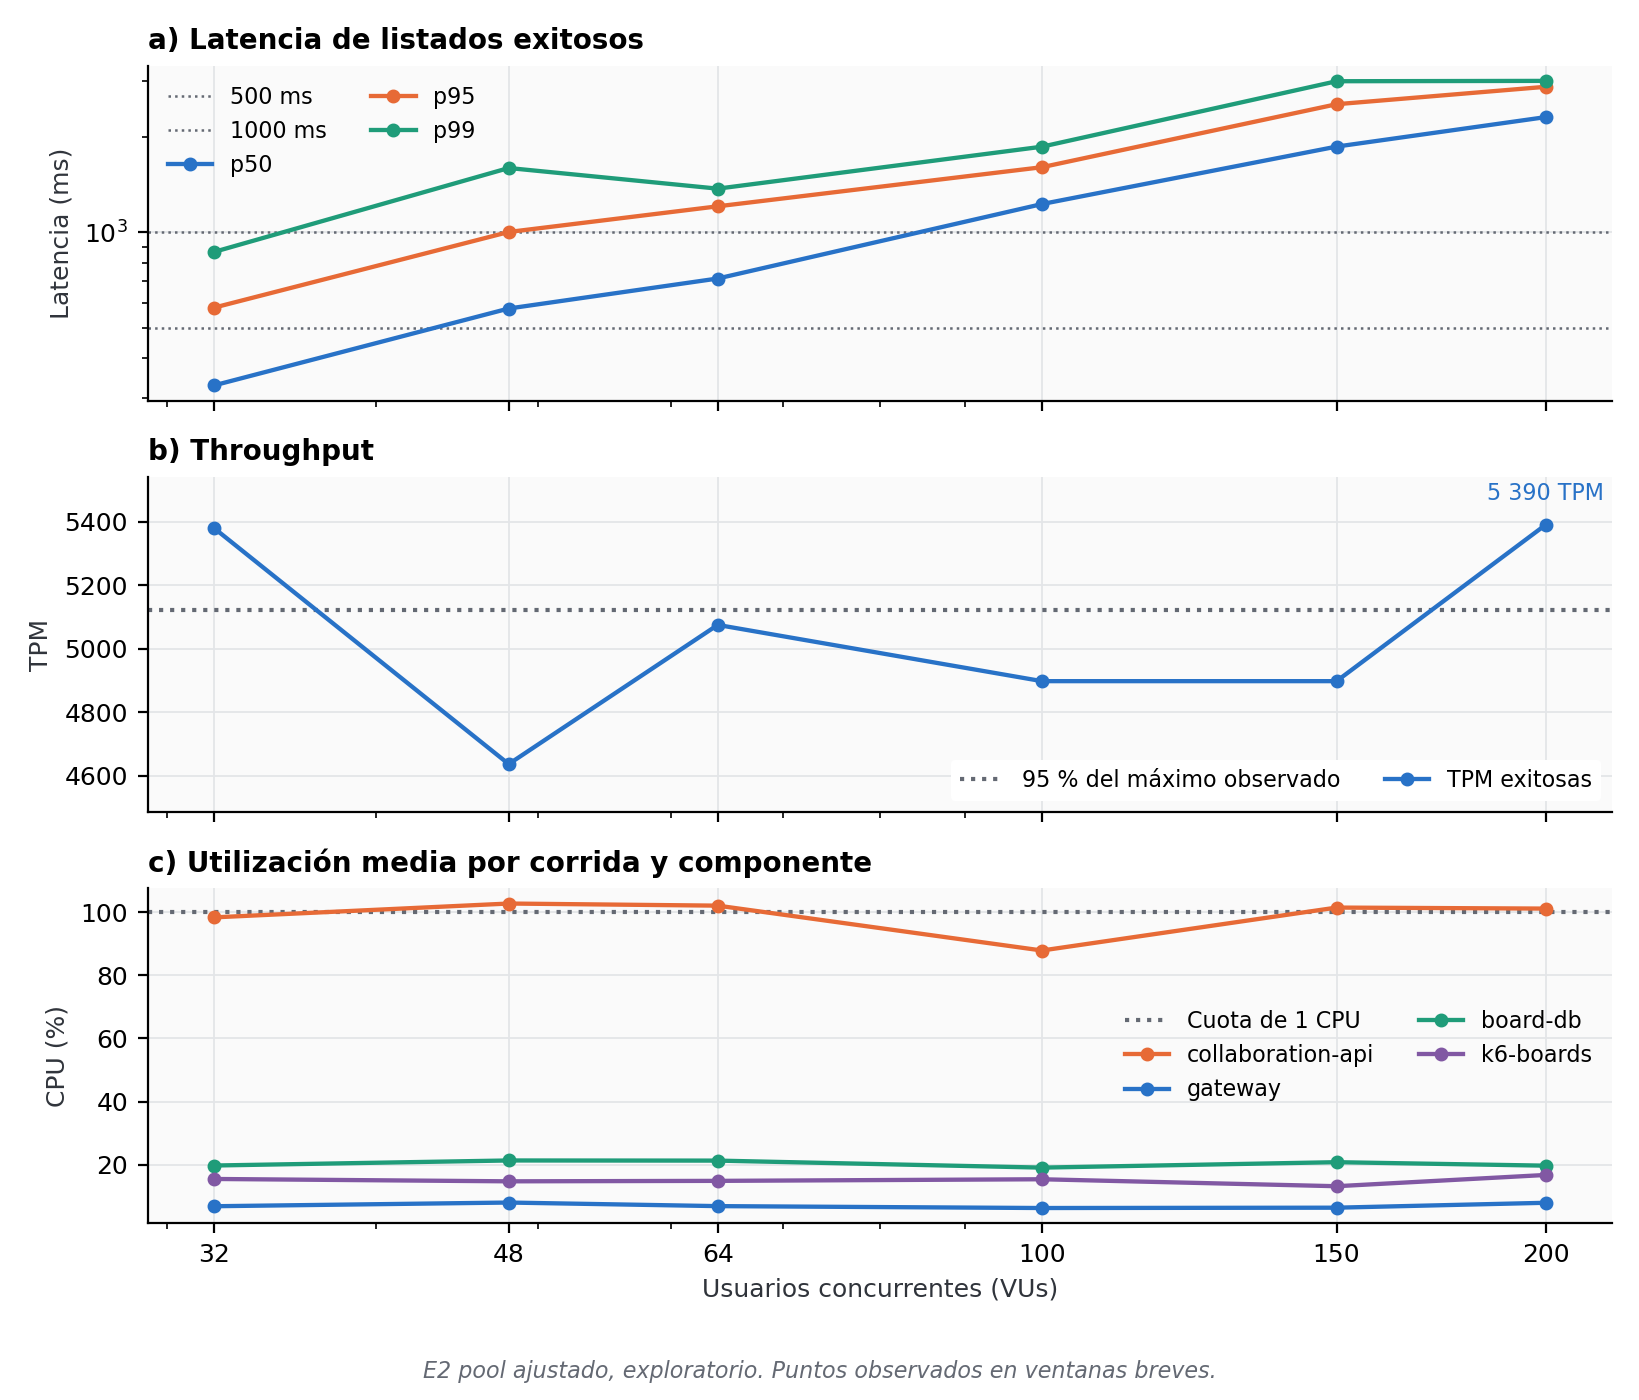 a) Latencia de listados exitosos
500 ms
1000 ms
p50
p95
p99
10³
Latencia (ms)
b) Throughput
5 390 TPM
5400
5200
5000
4800
4600
TPM
95 % del máximo observado
TPM exitosas
c) Utilización media por corrida y componente
100
80
60
40
20
CPU (%)
Cuota de 1 CPU
collaboration-api
gateway
board-db
k6-boards
32 48 64 100 150 200
Usuarios concurrentes (VUs)
E2 pool ajustado, exploratorio. Puntos observados en ventanas breves.